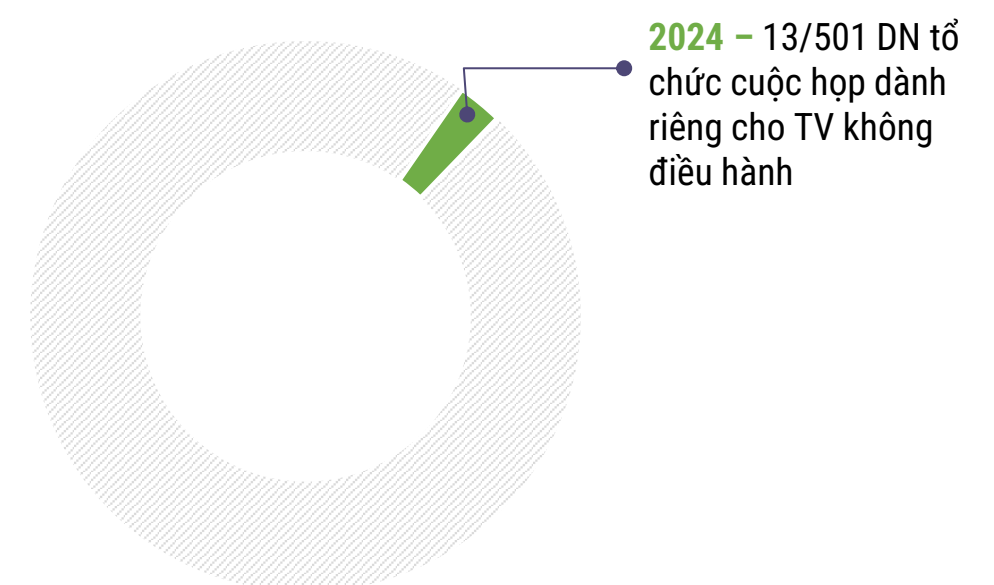 2024 – 13/501 DN tổ
chức cuộc họp dành
riêng cho TV không
điều hành